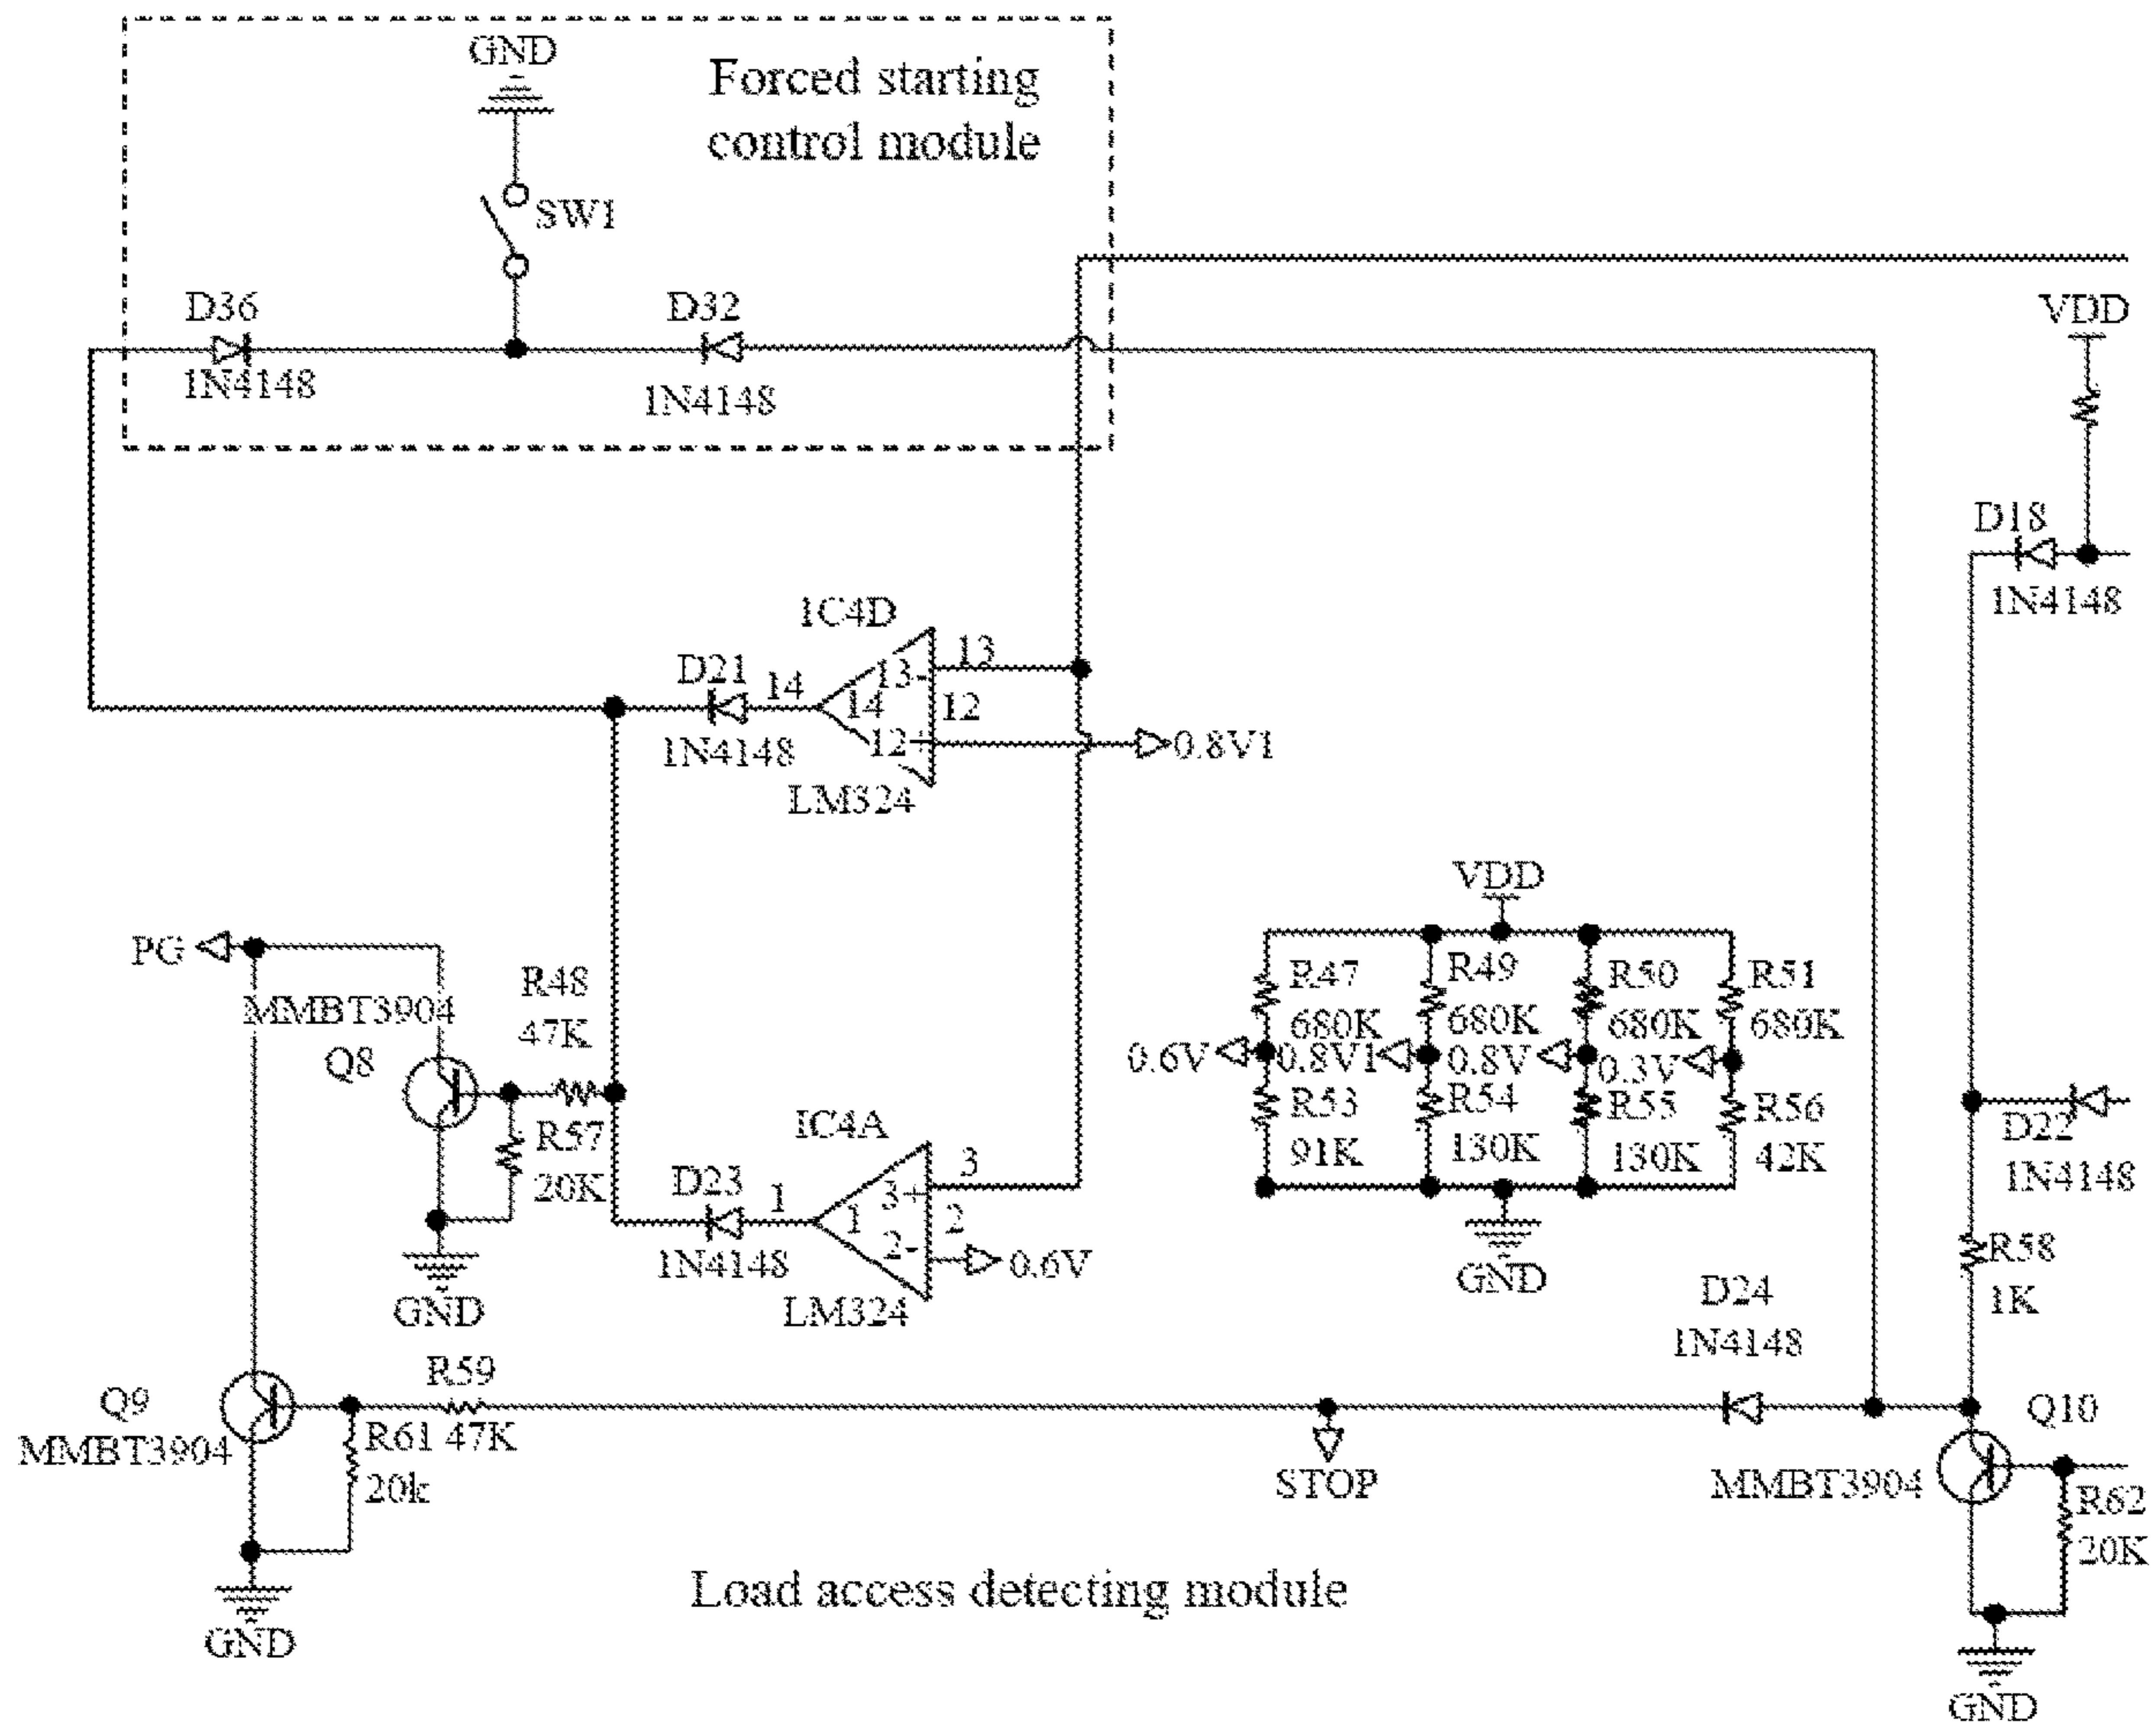 GND
Forced starting
control module
SW1
D36
1N4148
D32
1N4148
VDD
D18
1N4148
1C4D
D21
1N4148
14
13
13-
14
12
12+
0.8V1
LM324
VDD
PG
MMBT3904
Q8
R48
47K
R57
20K
GND
R47
680K
R49
680K
R50
680K
R51
680K
0.6V
0.8V1
0.8V
0.3V
R53
91K
R54
130K
R55
130K
R56
42K
GND
IC4A
D23
1N4148
1
3
3+
1
2
2-
0.6V
LM324
D22
1N4148
R58
1K
D24
1N4148
Q9
MMBT3904
R59
47K
R61
20k
GND
STOP
Q10
MMBT3904
R62
20K
GND
Load access detecting module